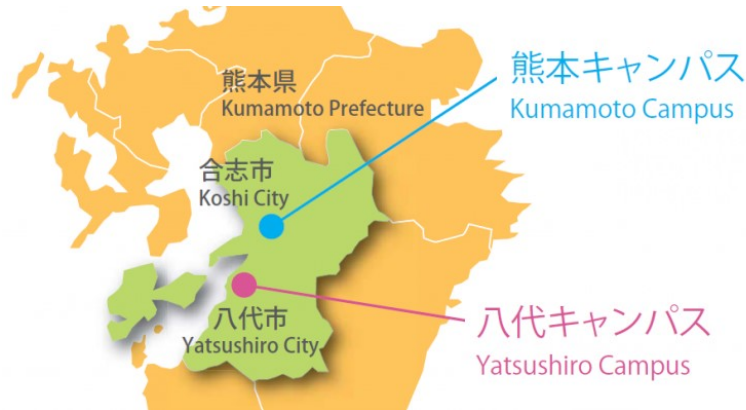 熊本県
Kumamoto Prefecture
熊本キャンパス
Kumamoto Campus
合志市
Koshi City
八代市
Yatsushiro City
八代キャンパス
Yatsushiro Campus